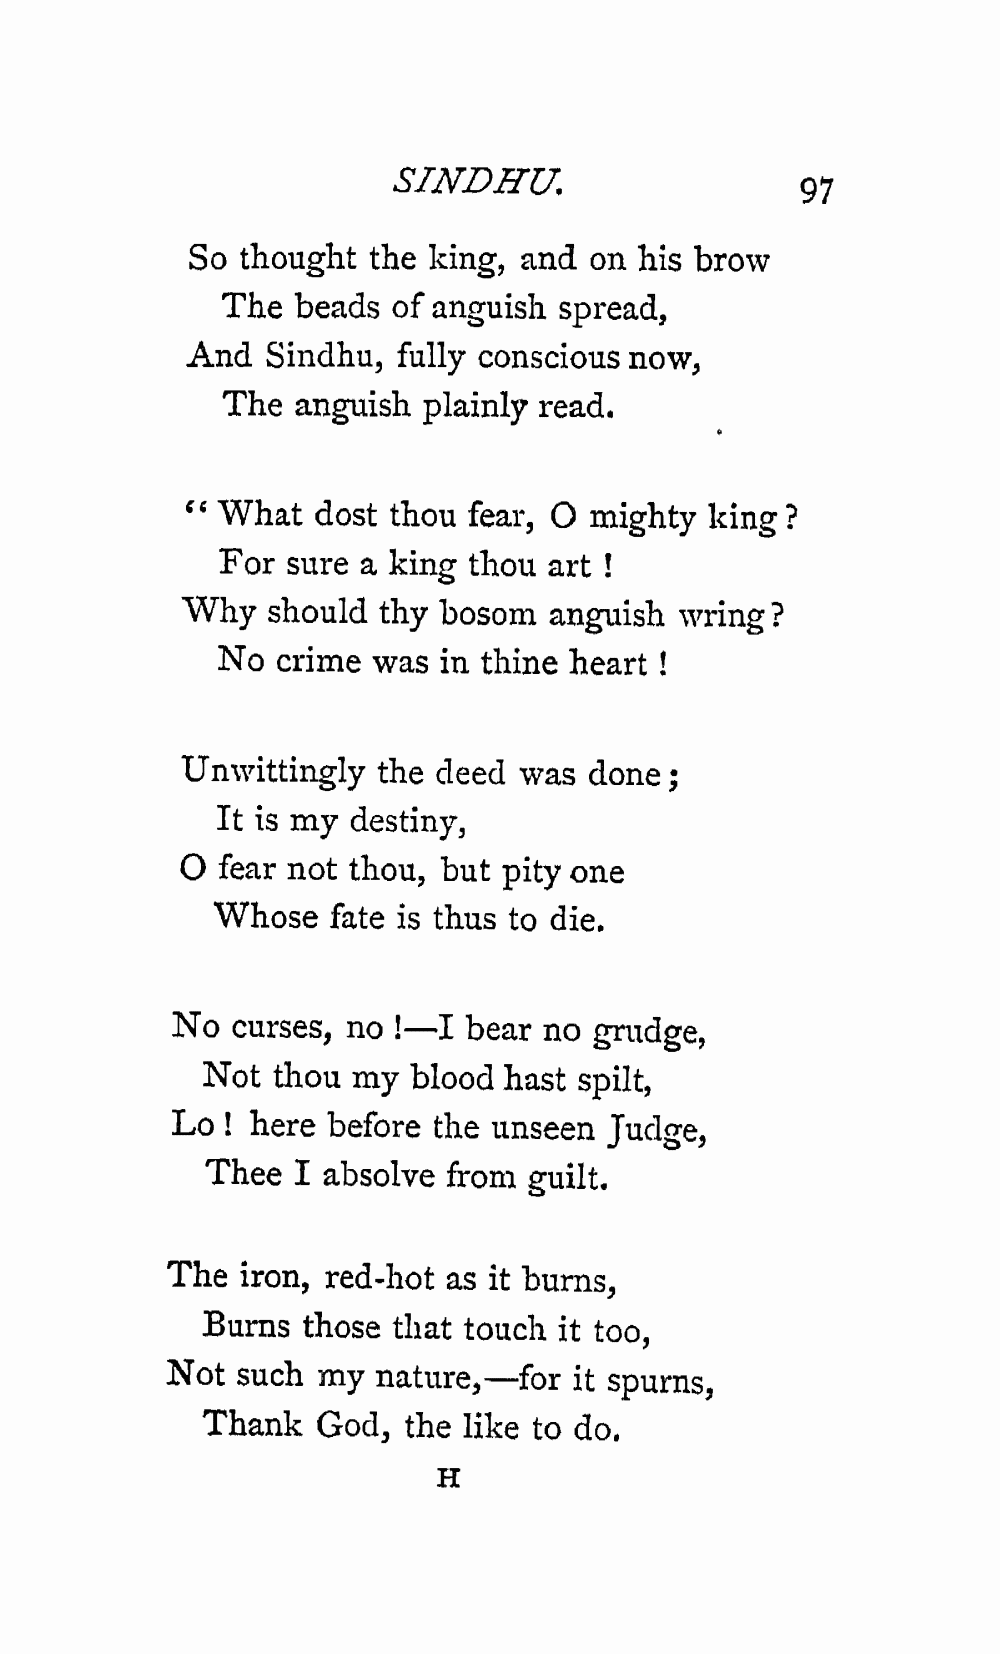 SINDHU. 97
So thought the king, and on his brow
The beads of anguish spread,
And Sindhu, fully conscious now,
The anguish plainly read.
“ What dost thou fear, O mighty king ?
For sure a king thou art !
Why should thy bosom anguish wring ?
No crime was in thine heart !
Unwittingly the deed was done ;
It is my destiny,
O fear not thou, but pity one
Whose fate is thus to die.
No curses, no !—I bear no grudge,
Not thou my blood hast spilt,
Lo ! here before the unseen Judge,
Thee I absolve from guilt.
The iron, red-hot as it burns,
Burns those that touch it too,
Not such my nature,—for it spurns,
Thank God, the like to do.
H